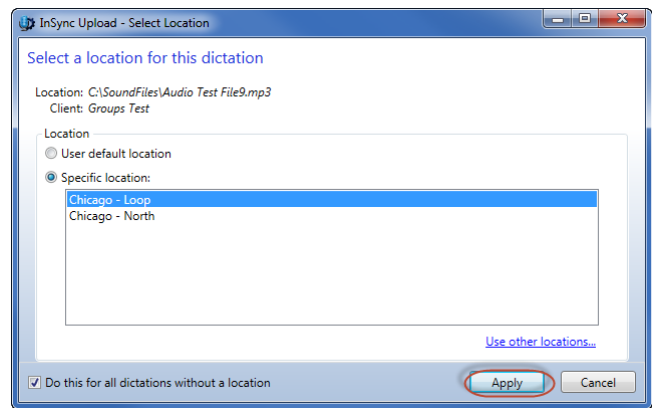 InSync Upload - Select Location
Select a location for this dictation
Location: C:\SoundFiles\Audio Test File9.mp3
Client: Groups Test
Location
User default location
Specific location:
Chicago - Loop
Chicago - North
Use other locations...
Do this for all dictations without a location
Apply
Cancel